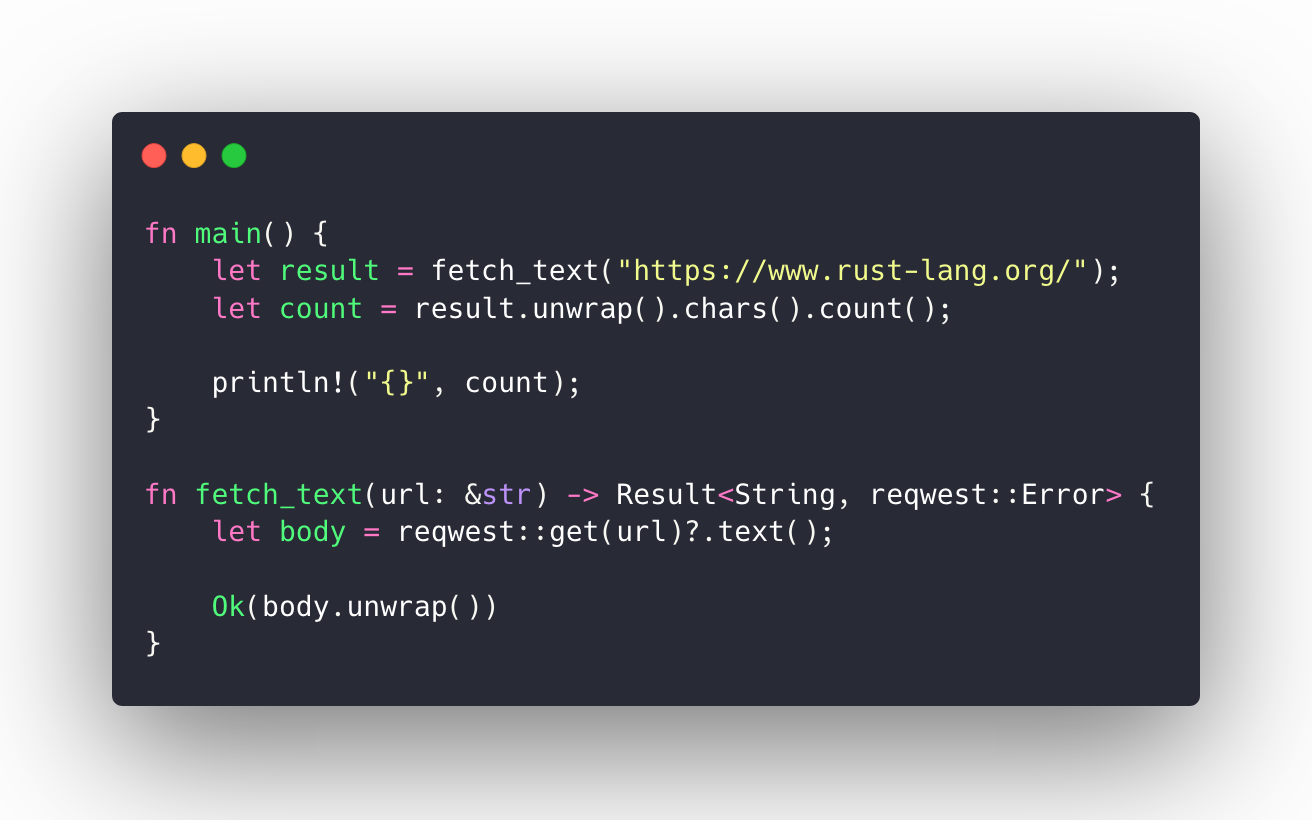 fn main() {
    let result = fetch_text("https://www.rust-lang.org/");
    let count = result.unwrap().chars().count();

    println!("{}", count);
}

fn fetch_text(url: &str) -> Result<String, reqwest::Error> {
    let body = reqwest::get(url)?.text();

    Ok(body.unwrap())
}